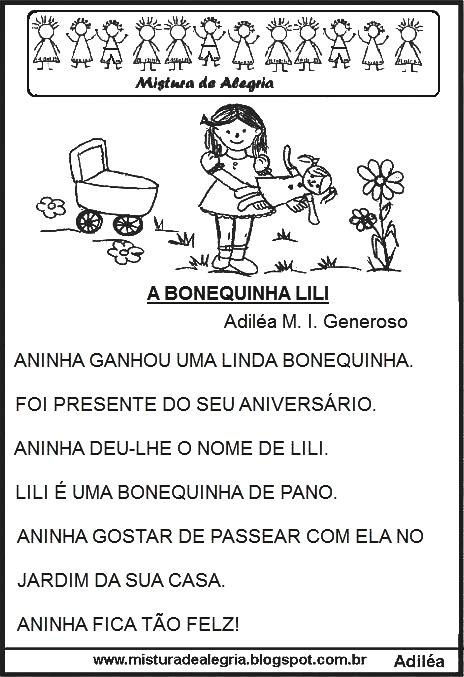 Mistura de Alegria
A BONEQUINHA LILI
Adiléa M. I. Generoso
ANINHA GANHOU UMA LINDA BONEQUINHA.
FOI PRESENTE DO SEU ANIVERSÁRIO.
ANINHA DEU-LHE O NOME DE LILI.
LILI É UMA BONEQUINHA DE PANO.
ANINHA GOSTAR DE PASSEAR COM ELA NO
JARDIM DA SUA CASA.
ANINHA FICA TÃO FELZ!
www.misturadealegria.blogspot.com.br Adiléa